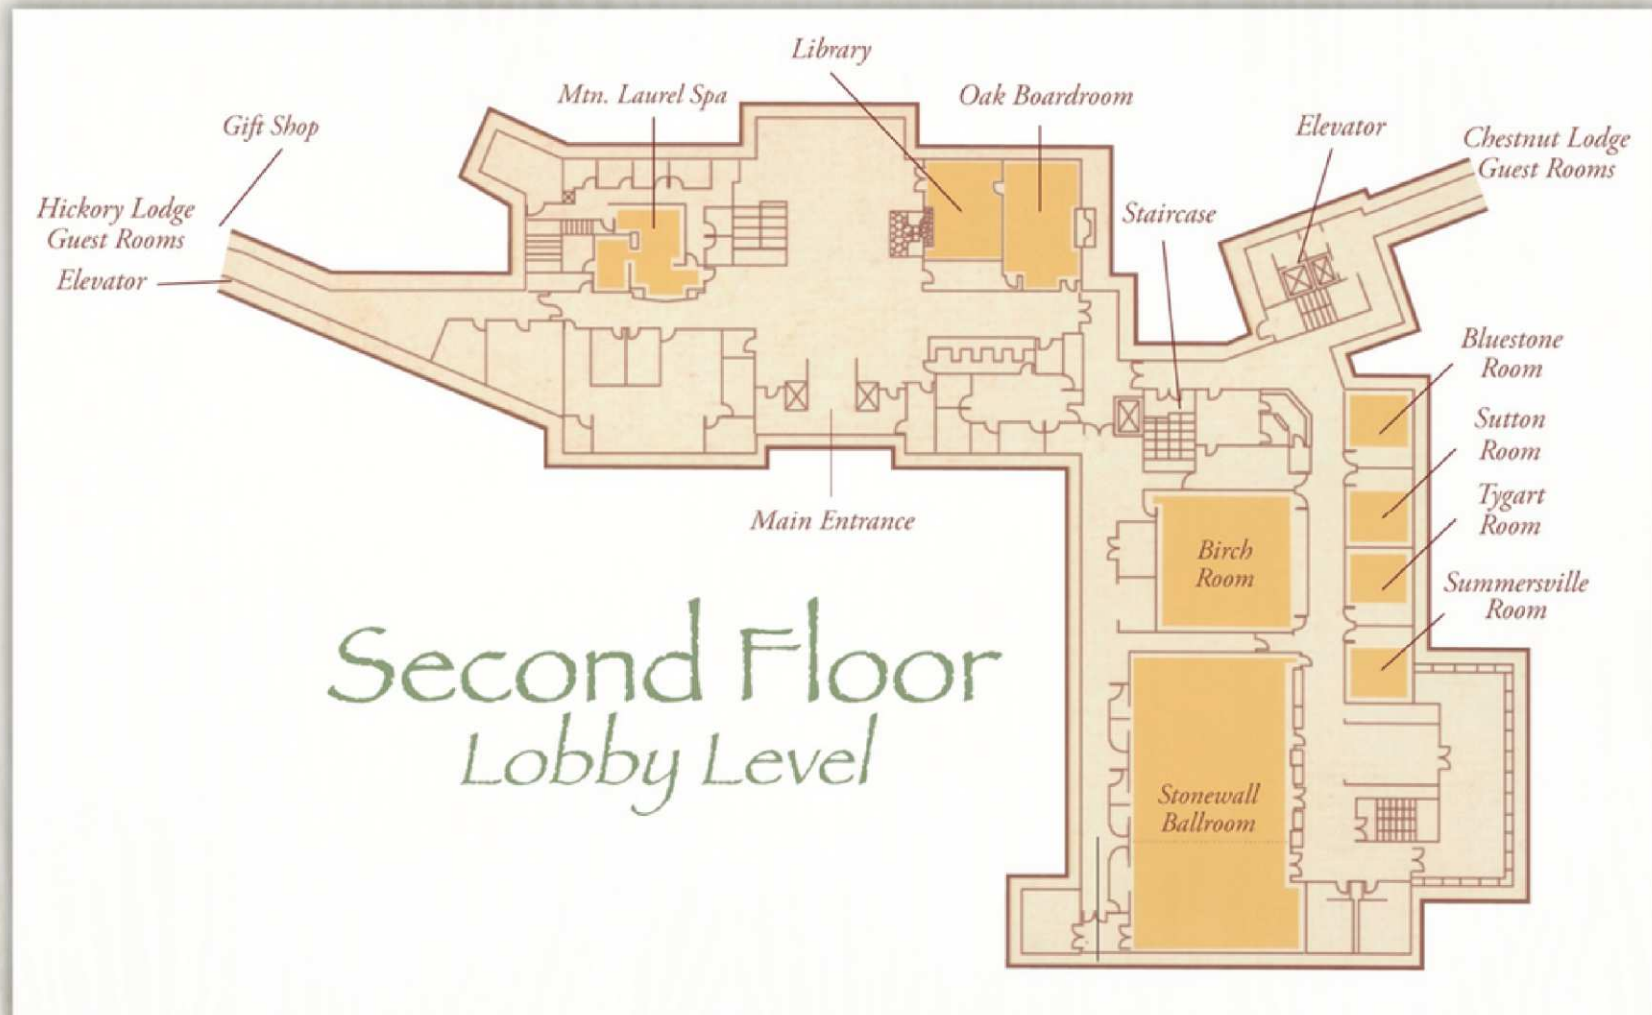 Library
Mtn. Laurel Spa
Oak Boardroom
Gift Shop
Elevator
Chestnut Lodge
Guest Rooms
Hickory Lodge
Guest Rooms
Staircase
Elevator
Bluestone
Room
Sutton
Room
Tygart
Room
Main Entrance
Birch
Room
Summersville
Room
Second Floor
Lobby Level
Stonewall
Ballroom